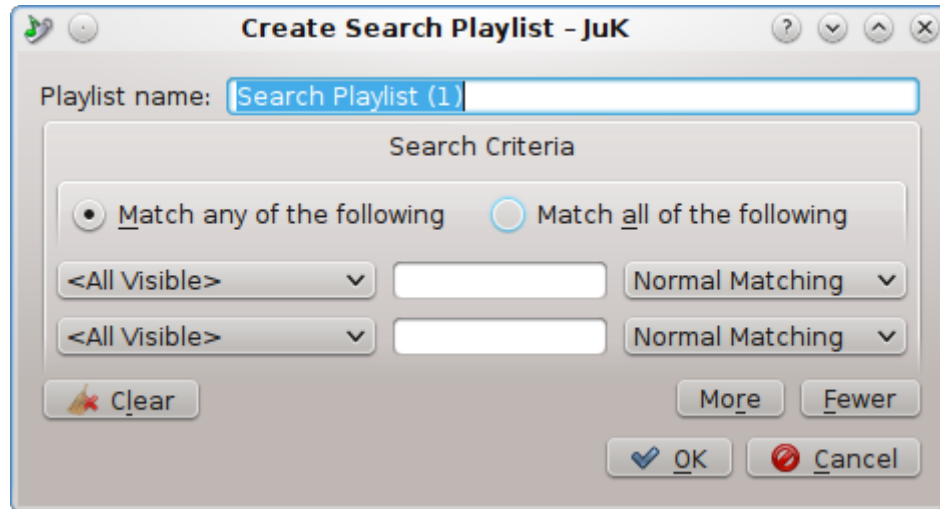 Create Search Playlist – JuK
Playlist name: Search Playlist (1)
Search Criteria
Match any of the following Match all of the following
<All Visible> Normal Matching
<All Visible> Normal Matching
Clear More Fewer
OK Cancel